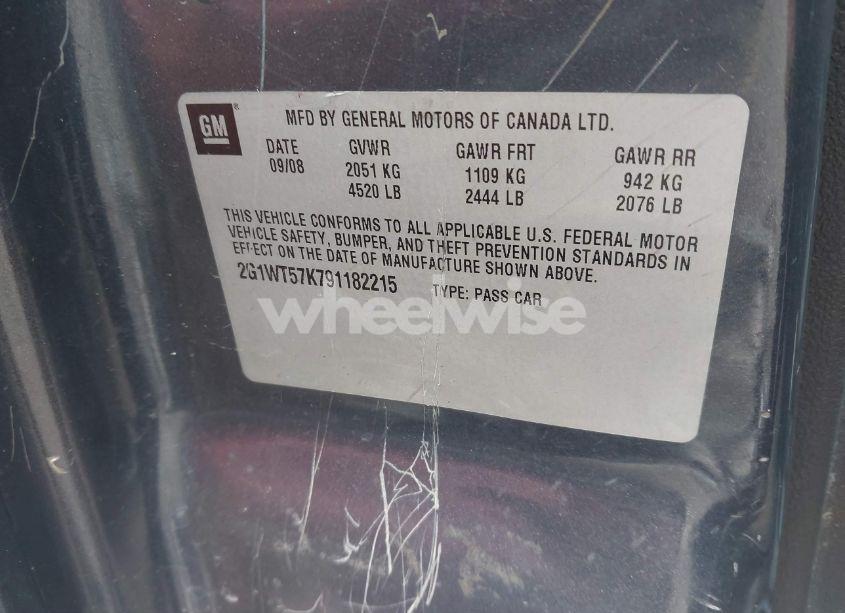 GM
MFD BY GENERAL MOTORS OF CANADA LTD.
DATE GVWR GAWR FRT GAWR RR
09/08 2051 KG 1109 KG 942 KG
4520 LB 2444 LB 2076 LB
THIS VEHICLE CONFORMS TO ALL APPLICABLE U.S. FEDERAL MOTOR
VEHICLE SAFETY, BUMPER, AND THEFT PREVENTION STANDARDS IN
EFFECT ON THE DATE OF MANUFACTURE SHOWN ABOVE.
2G1WT57K791182215 TYPE: PASS CAR
wheelwise